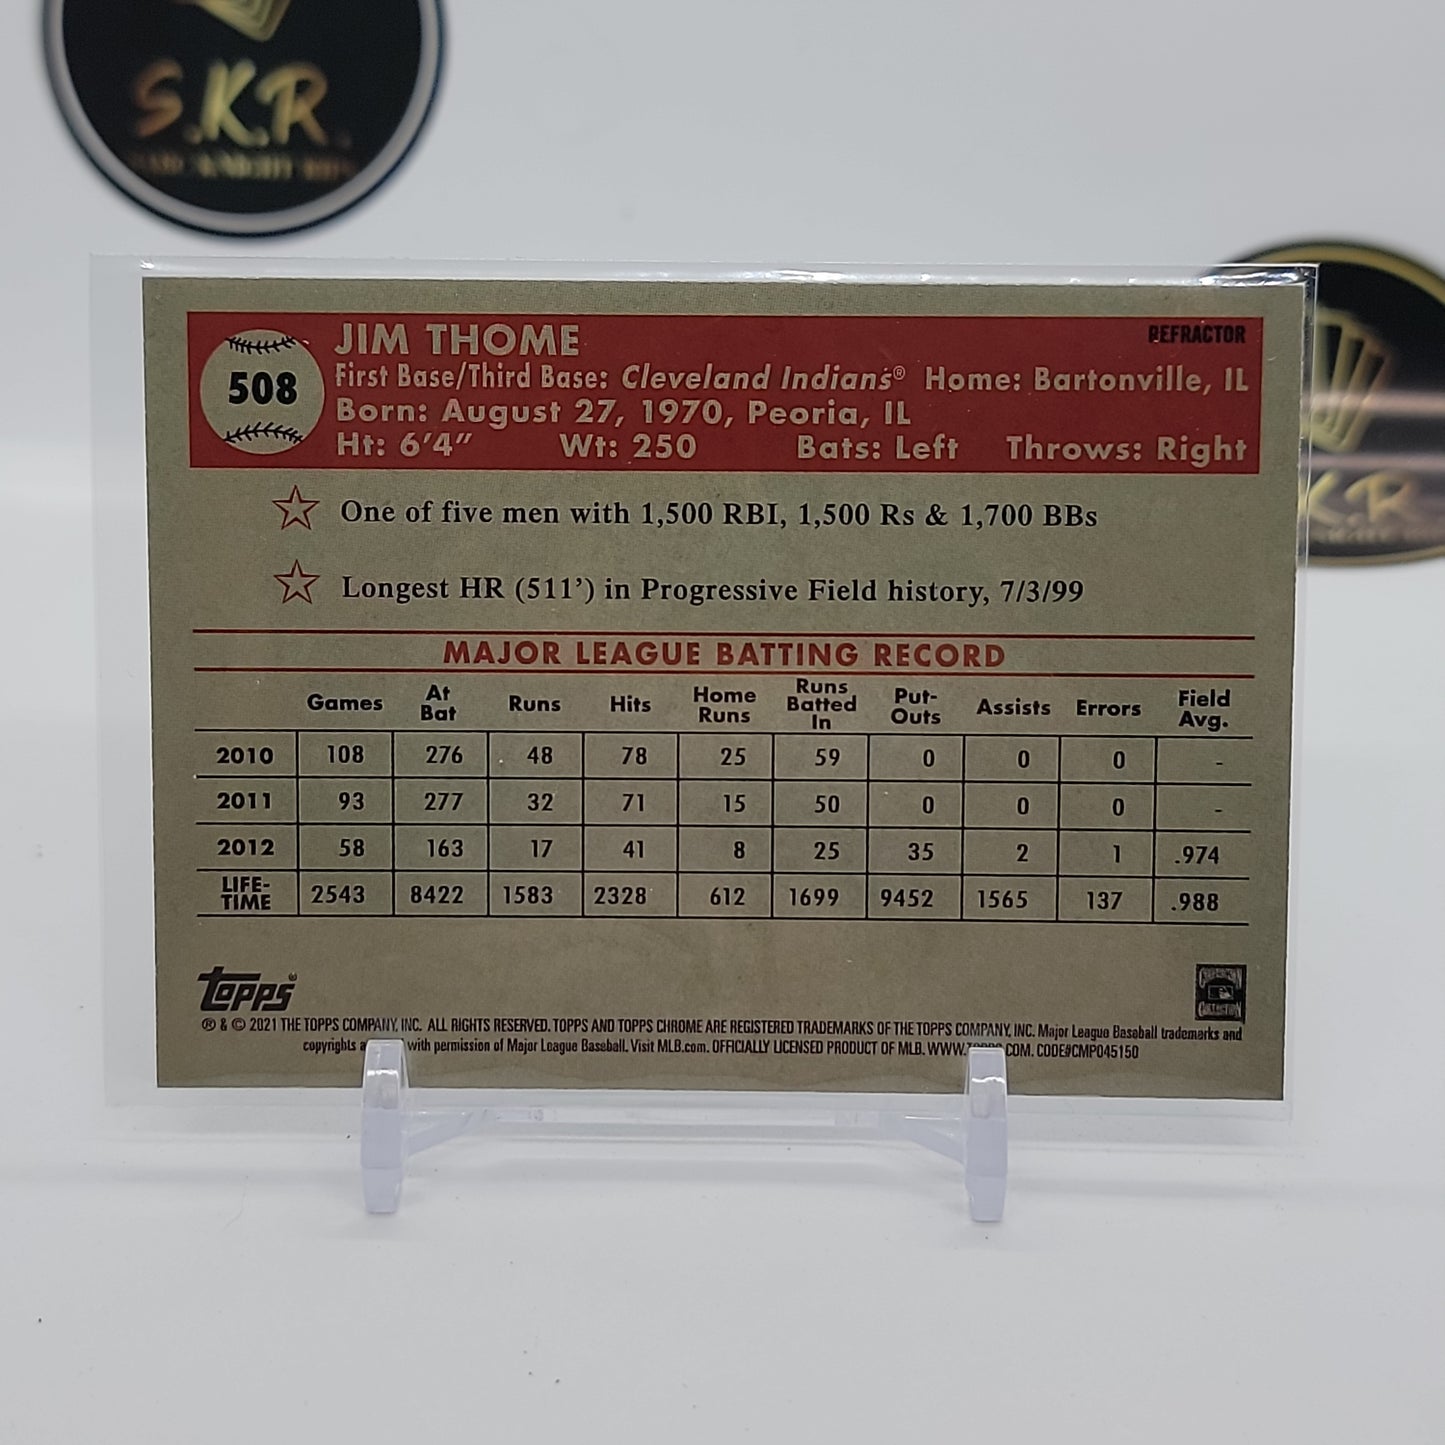 S.K.R.
KNIGHT
508
JIM THOME
REFRACTOR
First Base/Third Base: Cleveland Indians® Home: Bartonville, IL
Born: August 27, 1970, Peoria, IL
Ht: 6'4" Wt: 250 Bats: Left Throws: Right
One of five men with 1,500 RBI, 1,500 Rs & 1,700 BBs
Longest HR (511') in Progressive Field history, 7/3/99
MAJOR LEAGUE BATTING RECORD
Games At Bat Runs Hits Home Runs Runs Batted In Put-Outs Assists Errors Field Avg.
2010 108 276 48 78 25 59 0 0 0 -
2011 93 277 32 71 15 50 0 0 0 -
2012 58 163 17 41 8 25 35 2 1 .974
LIFE-TIME 2543 8422 1583 2328 612 1699 9452 1565 137 .988
topps®
® & © 2021 THE TOPPS COMPANY, INC. ALL RIGHTS RESERVED. TOPPS AND TOPPS CHROME ARE REGISTERED TRADEMARKS OF THE TOPPS COMPANY, INC. Major League Baseball trademarks and
copyrights with permission of Major League Baseball. Visit MLB.com. OFFICIALLY LICENSED PRODUCT OF MLB. WWW.TOPPS.COM. CODE#CMP045150
COOPERSTOWN
COLLECTION
K.R.